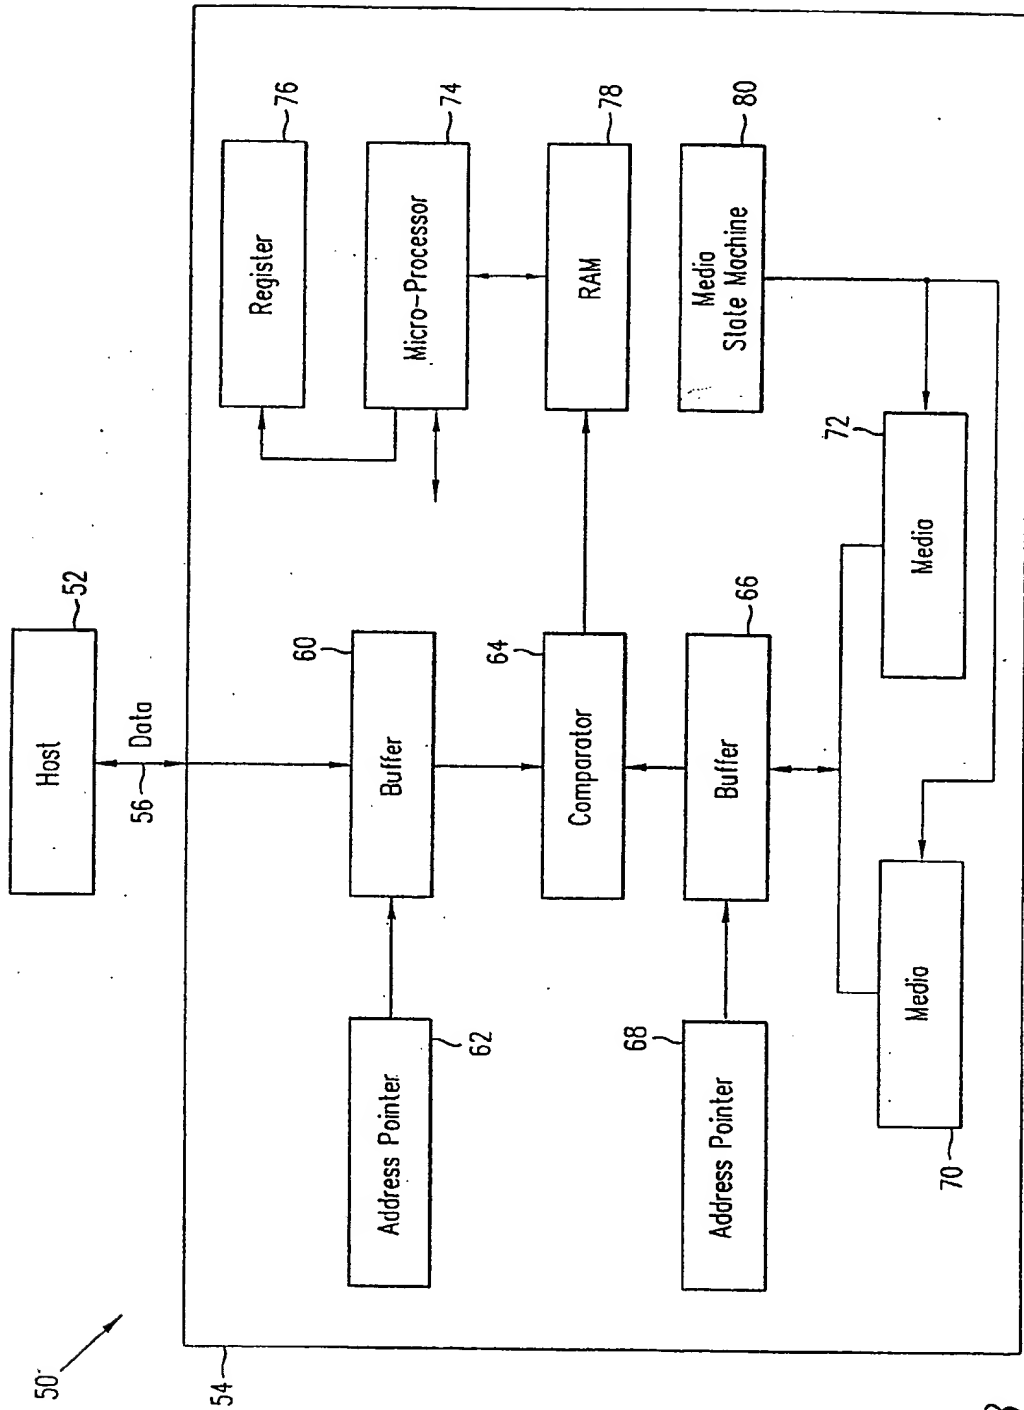 50
54
Host
52
56
Data
Address Pointer
62
Buffer
60
Register
76
Micro-Processor
74
Comparator
64
RAM
78
Address Pointer
68
Buffer
66
Media
State Machine
80
Media
70
Media
72